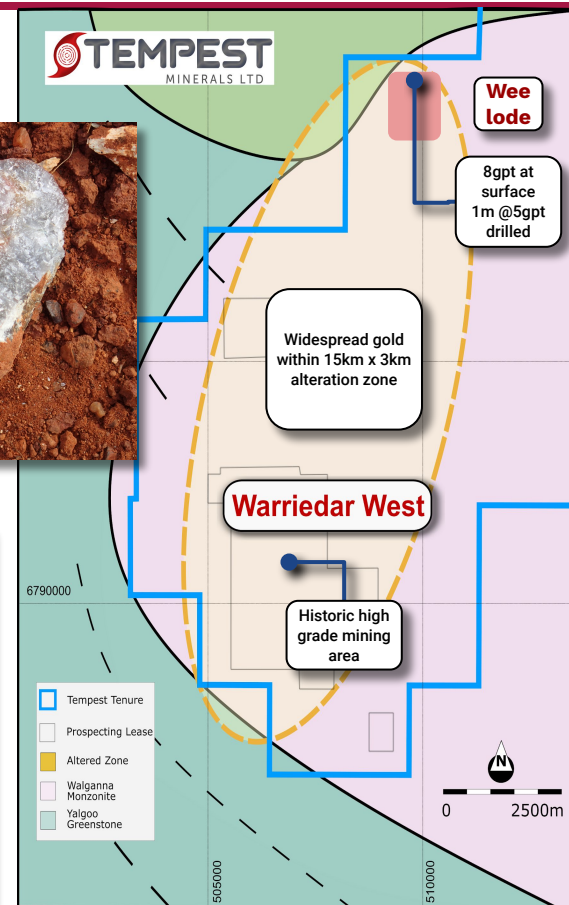 TEMPEST
MINERALS LTD
Wee
lode
8gpt at
surface
1m @5gpt
drilled
Widespread gold
within 15km x 3km
alteration zone
Warriedar West
6790000
Historic high
grade mining
area
Tempest Tenure
Prospecting Lease
Altered Zone
Walganna
Monzonite
Yalgoo
Greenstone
N
0 2500m
505000
510000